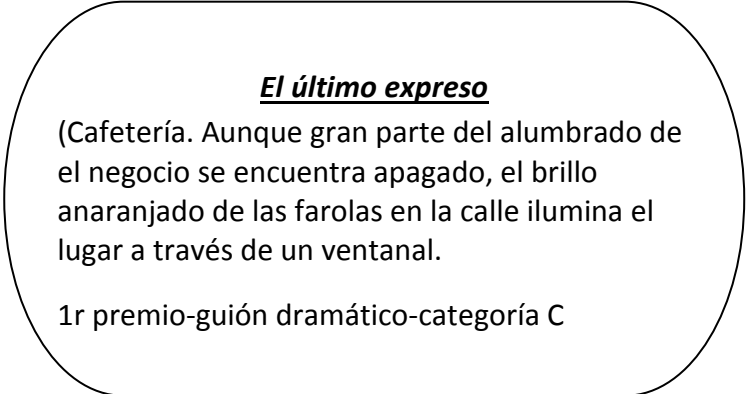 El último expreso
(Cafetería. Aunque gran parte del alumbrado de
el negocio se encuentra apagado, el brillo
anaranjado de las farolas en la calle ilumina el
lugar a través de un ventanal.
1r premio-guión dramático-categoría C